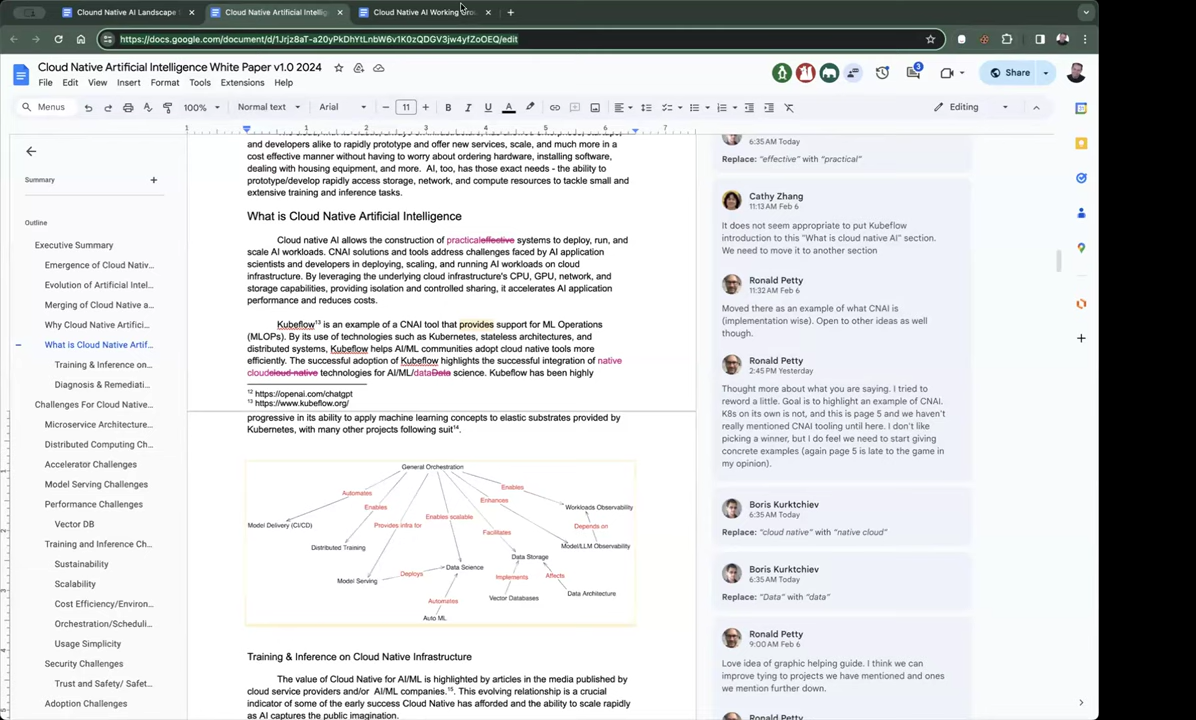 Cloud Native AI Landscape
Cloud Native Artificial Intellig
Cloud Native AI Working Grou
https://docs.google.com/document/d/1Jrjz8aT-a20yPkDhYtLnbW6v1K0zQDGV3jw4yfZoOEQ/edit
Cloud Native Artificial Intelligence White Paper v1.0 2024
3
Share
File Edit View Insert Format Tools Extensions Help
Menus 100% Normal text Arial 11 B I U A Editing
1 1 2 3 4 5 6 7
Summary
Outline
Executive Summary
Emergence of Cloud Nativ...
Evolution of Artificial Intel...
Merging of Cloud Native a...
Why Cloud Native Artifici...
What is Cloud Native Artif...
Training & Inference on...
Diagnosis & Remediati...
Challenges For Cloud Native...
Microservice Architecture...
Distributed Computing Ch...
Accelerator Challenges
Model Serving Challenges
Performance Challenges
Vector DB
Training and Inference Ch...
Sustainability
Scalability
Cost Efficiency/Environ...
Orchestration/Scheduli...
Usage Simplicity
Security Challenges
Trust and Safety/ Safet...
Adoption Challenges
and developers alike to rapidly prototype and offer new services, scale, and much more in a
cost effective manner without having to worry about ordering hardware, installing software,
dealing with housing equipment, and more. AI, too, has those exact needs - the ability to
prototype/develop rapidly access storage, network, and compute resources to tackle small and
extensive training and inference tasks.
What is Cloud Native Artificial Intelligence
Cloud native AI allows the construction of practicaleffective systems to deploy, run, and
scale AI workloads. CNAI solutions and tools address challenges faced by AI application
scientists and developers in deploying, scaling, and running AI workloads on cloud
infrastructure. By leveraging the underlying cloud infrastructure's CPU, GPU, network, and
storage capabilities, providing isolation and controlled sharing, it accelerates AI application
performance and reduces costs.
Kubeflow13 is an example of a CNAI tool that provides support for ML Operations
(MLOPs). By its use of technologies such as Kubernetes, stateless architectures, and
distributed systems, Kubeflow helps AI/ML communities adopt cloud native tools more
efficiently. The successful adoption of Kubeflow highlights the successful integration of native
cloudcloud native technologies for AI/ML/dataData science. Kubeflow has been highly
12 https://openai.com/chatgpt
13 https://www.kubeflow.org/
progressive in its ability to apply machine learning concepts to elastic substrates provided by
Kubernetes, with many other projects following suit14.
General Orchestration
Enables
Automates
Enhances
Enables
Workloads Observability
Enables scalable
Model Delivery (CI/CD)
Provides infra for
Depends on
Facilitates
Distributed Training
Model/LLM Observability
Data Storage
Data Science
Deploys
Implements
Affects
Model Serving
Data Architecture
Vector Databases
Automates
Auto ML
Training & Inference on Cloud Native Infrastructure
The value of Cloud Native for AI/ML is highlighted by articles in the media published by
cloud service providers and/or AI/ML companies.15. This evolving relationship is a crucial
indicator of some of the early success Cloud Native has afforded and the ability to scale rapidly
as AI captures the public imagination.
6:35 AM Today
Replace: "effective" with "practical"
Cathy Zhang
11:13 AM Feb 6
It does not seem appropriate to put Kubeflow
introduction to this "What is cloud native AI" section.
We need to move it to another section
Ronald Petty
11:32 AM Feb 6
Moved there as an example of what CNAI is
(implementation wise). Open to other ideas as well
though.
Ronald Petty
2:45 PM Yesterday
Thought more about what you are saying. I tried to
reword a little. Goal is to highlight an example of CNAI.
K8s on its own is not, and this is page 5 and we haven't
really mentioned CNAI tooling until here. I don't like
picking a winner, but I do feel we need to start giving
concrete examples (again page 5 is late to the game in
my opinion).
Boris Kurktchiev
6:35 AM Today
Replace: "cloud native" with "native cloud"
Boris Kurktchiev
6:35 AM Today
Replace: "Data" with "data"
Ronald Petty
9:00 AM Feb 6
Love idea of graphic helping guide. I think we can
improve tying to projects we have mentioned and ones
we mention further down.
Ronald Petty